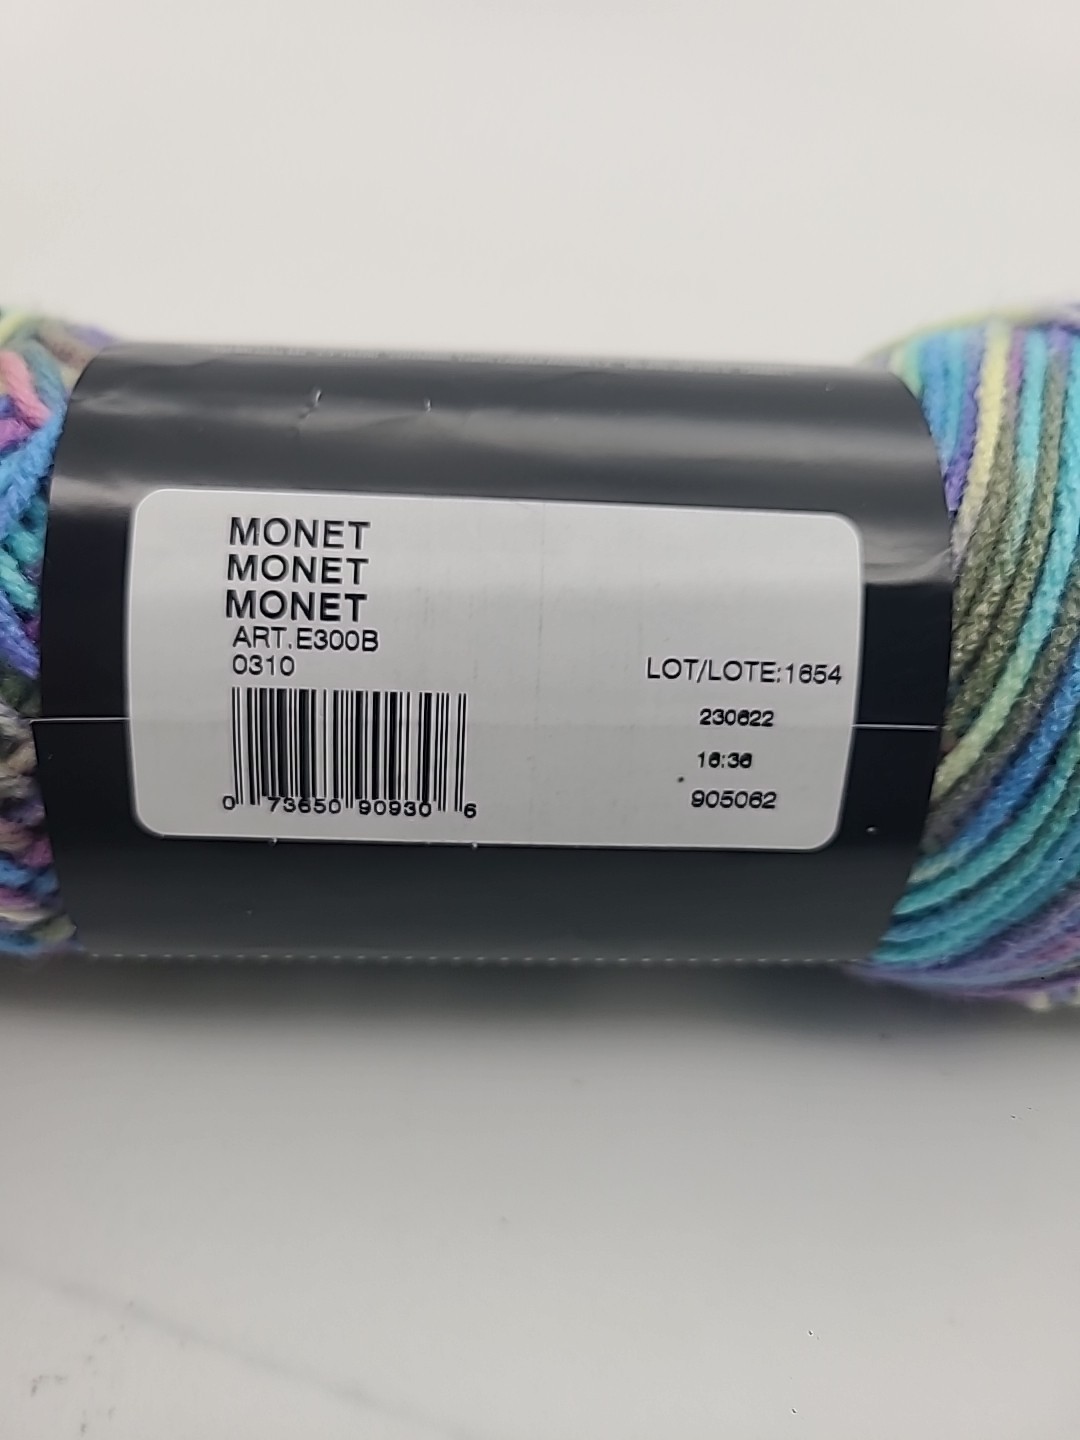 MONET
MONET
MONET
ART.E300B
0310
LOT/LOTE:1654
230622
16:36
905062
0 73650 90930 6